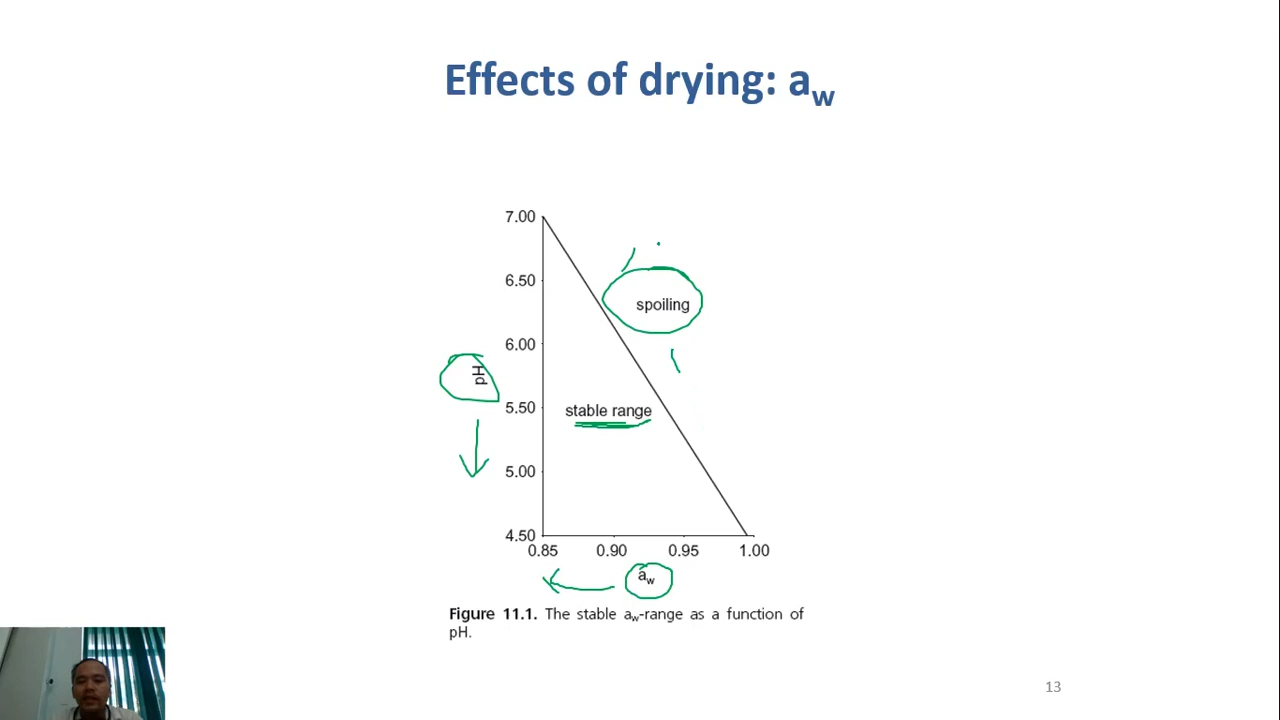 Effects of drying: aw
7.00
6.50
spoiling
6.00
pH
5.50
stable range
5.00
4.50
0.85 0.90 0.95 1.00
aw
Figure 11.1. The stable aw-range as a function of
pH.
13